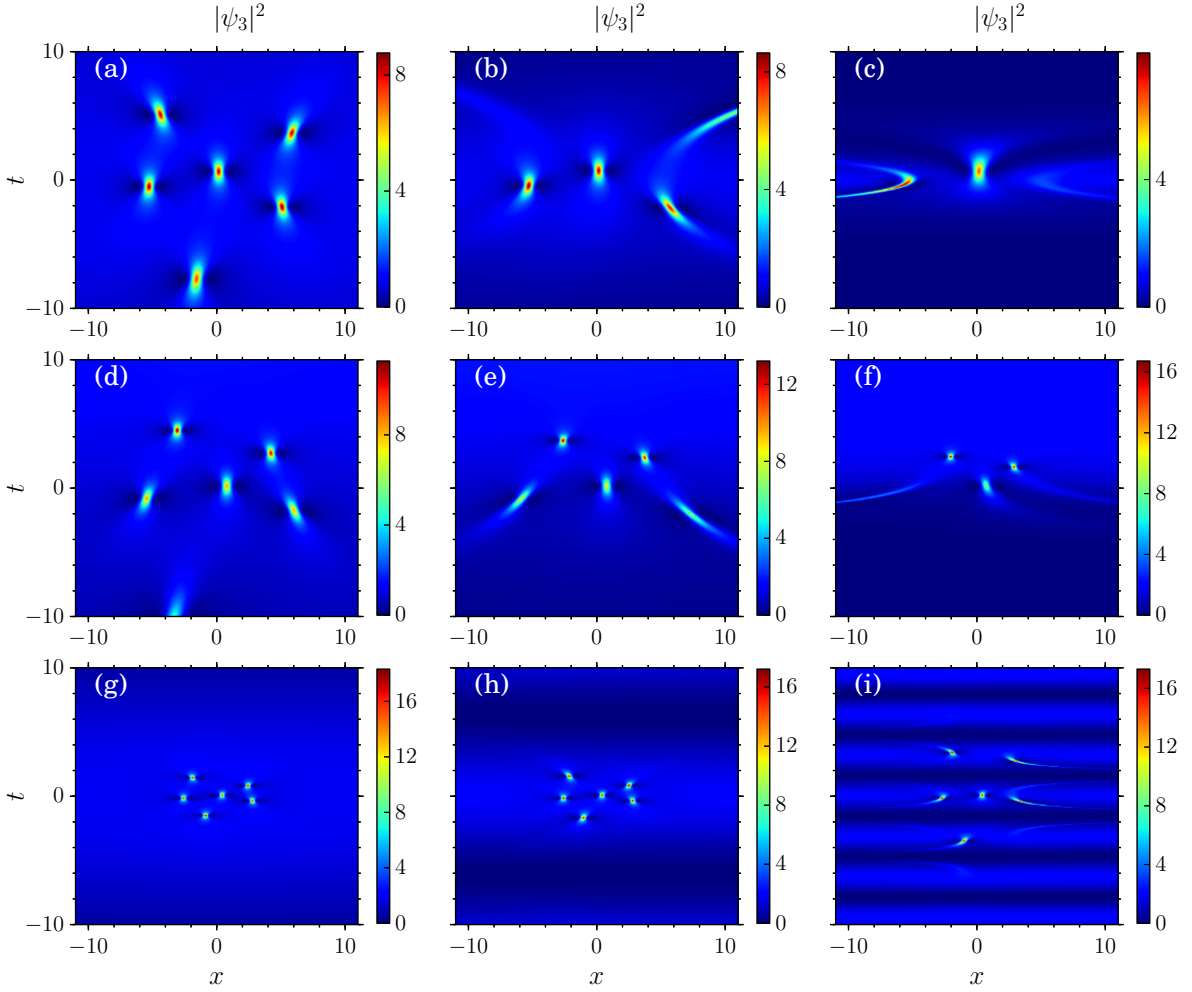 |ψ₃|² |ψ₃|² |ψ₃|²
(a) (b) (c)
10 8 8
t 0 4 4 4
−10 0 0 0
−10 0 10 −10 0 10 −10 0 10
(d) (e) (f)
10 8 12 16
12
t 0 4 8 8
4 4
−10 0 0 0
−10 0 10 −10 0 10 −10 0 10
(g) (h) (i)
10 16 16 16
12 12 12
t 0 8 8 8
4 4 4
−10 0 0 0
−10 0 10 −10 0 10 −10 0 10
x x x